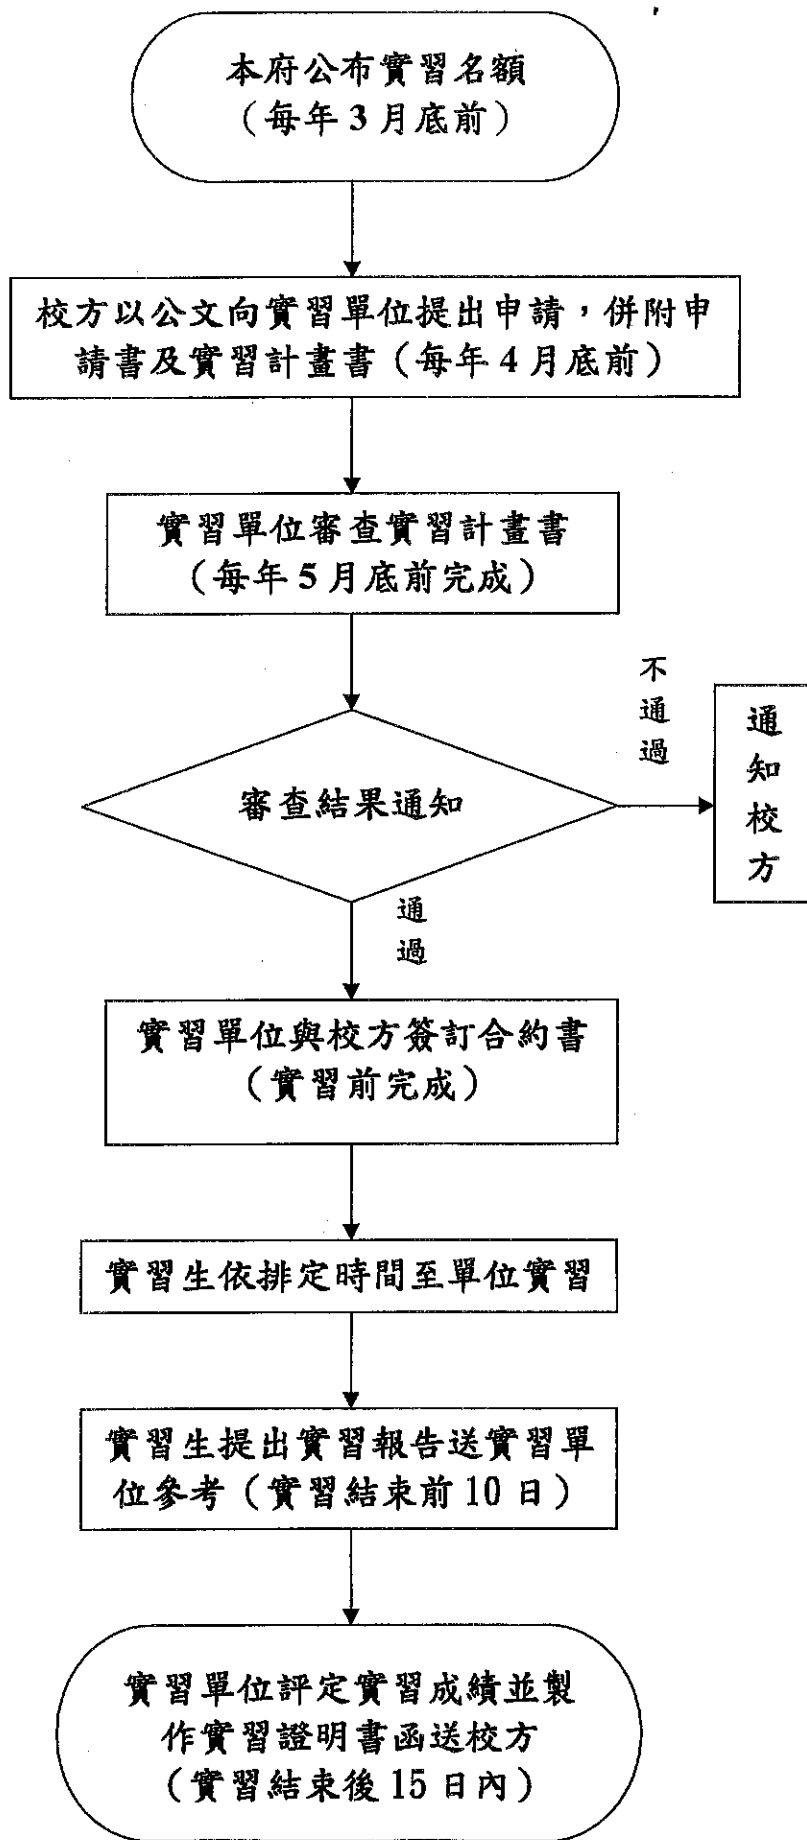 本府公布實習名額
（每年 3 月底前）
校方以公文向實習單位提出申請，併附申
請書及實習計畫書（每年 4 月底前）
實習單位審查實習計畫書
（每年 5 月底前完成）
不通過
審查結果通知
通知校方
通過
實習單位與校方簽訂合約書
（實習前完成）
實習生依排定時間至單位實習
實習生提出實習報告送實習單
位參考（實習結束前 10 日）
實習單位評定實習成績並製
作實習證明書函送校方
（實習結束後 15 日內）